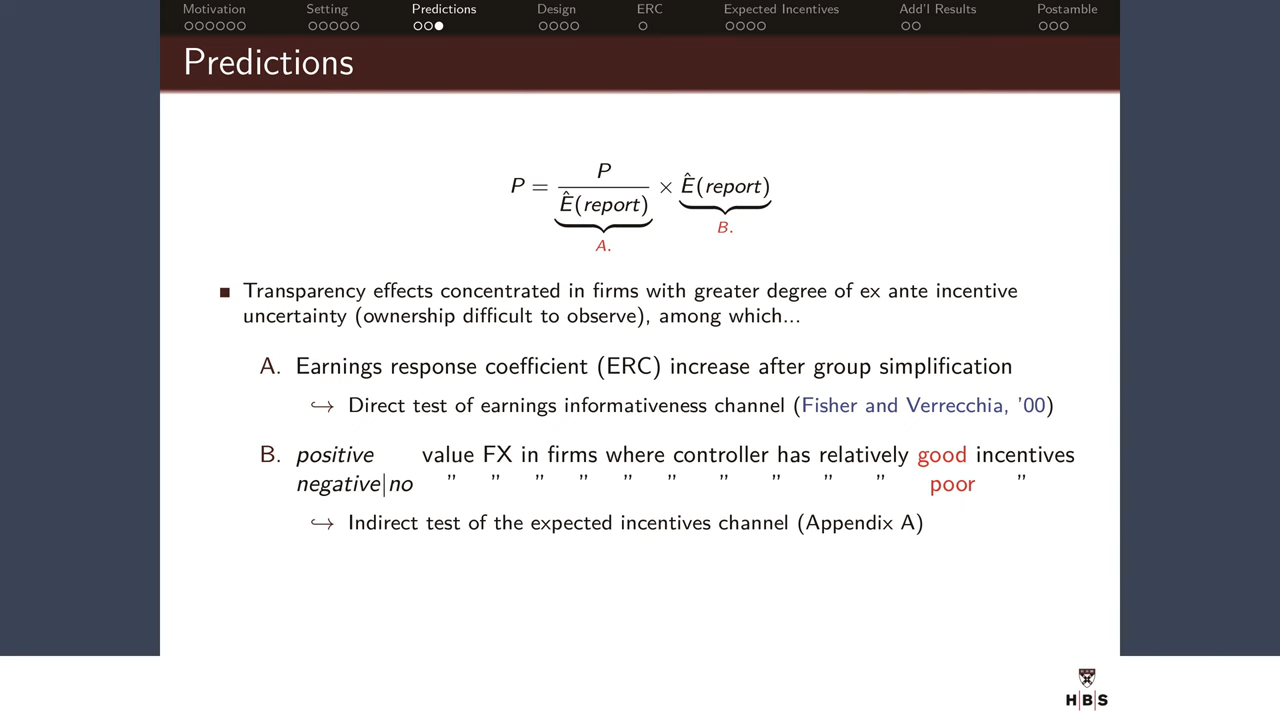 Motivation Setting Predictions Design ERC Expected Incentives Add'l Results Postamble
Predictions
P = P / Ê(report) × Ê(report)
A. B.
Transparency effects concentrated in firms with greater degree of ex ante incentive
uncertainty (ownership difficult to observe), among which...
A. Earnings response coefficient (ERC) increase after group simplification
↪ Direct test of earnings informativeness channel (Fisher and Verrecchia, '00)
B. positive value FX in firms where controller has relatively good incentives
negative|no ” ” ” ” ” ” ” ” ” ” poor ”
↪ Indirect test of the expected incentives channel (Appendix A)
H|B|S